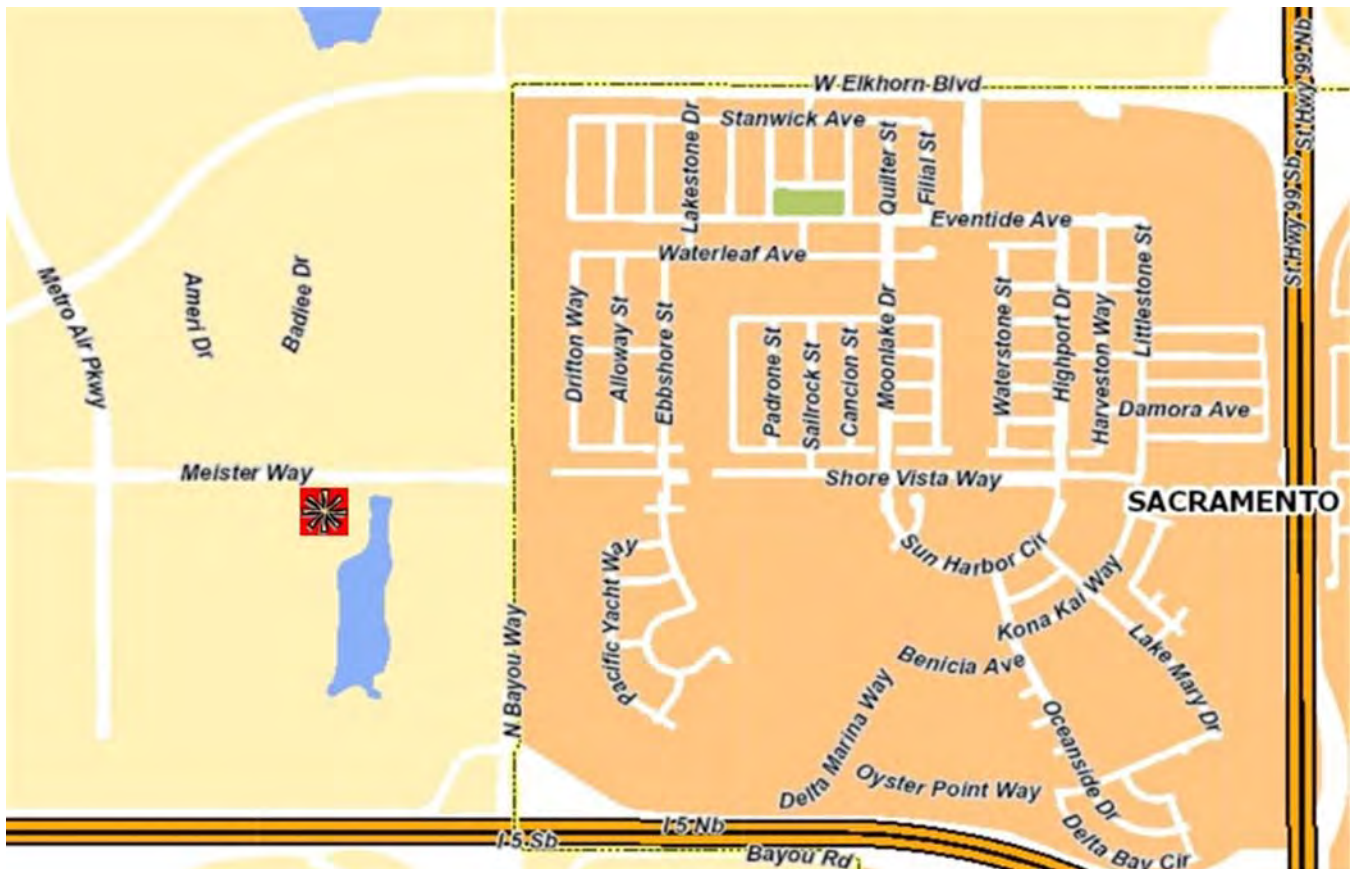 St Hwy 99 Nb
W Elkhorn Blvd
Stanwick Ave
Lakestone Dr
Quilter St
Filial St
St Hwy 99 Sb
Eventide Ave
Waterleaf Ave
Littlestone St
Metro Air Pkwy
Ameri Dr
Badiee Dr
Drifton Way
Alloway St
Ebbshore St
Padrone St
Sailrock St
Cancion St
Moonlake Dr
Waterstone St
Highport Dr
Harveston Way
Damora Ave
Meister Way
Shore Vista Way
SACRAMENTO
Sun Harbor Cir
Pacific Yacht Way
Kona Kai Way
N Bayou Way
Benicia Ave
Lake Mary Dr
Delta Marina Way
Oceanside Dr
Oyster Point Way
I 5 Nb
I 5 Sb
Delta Bay Cir
Bayou Rd